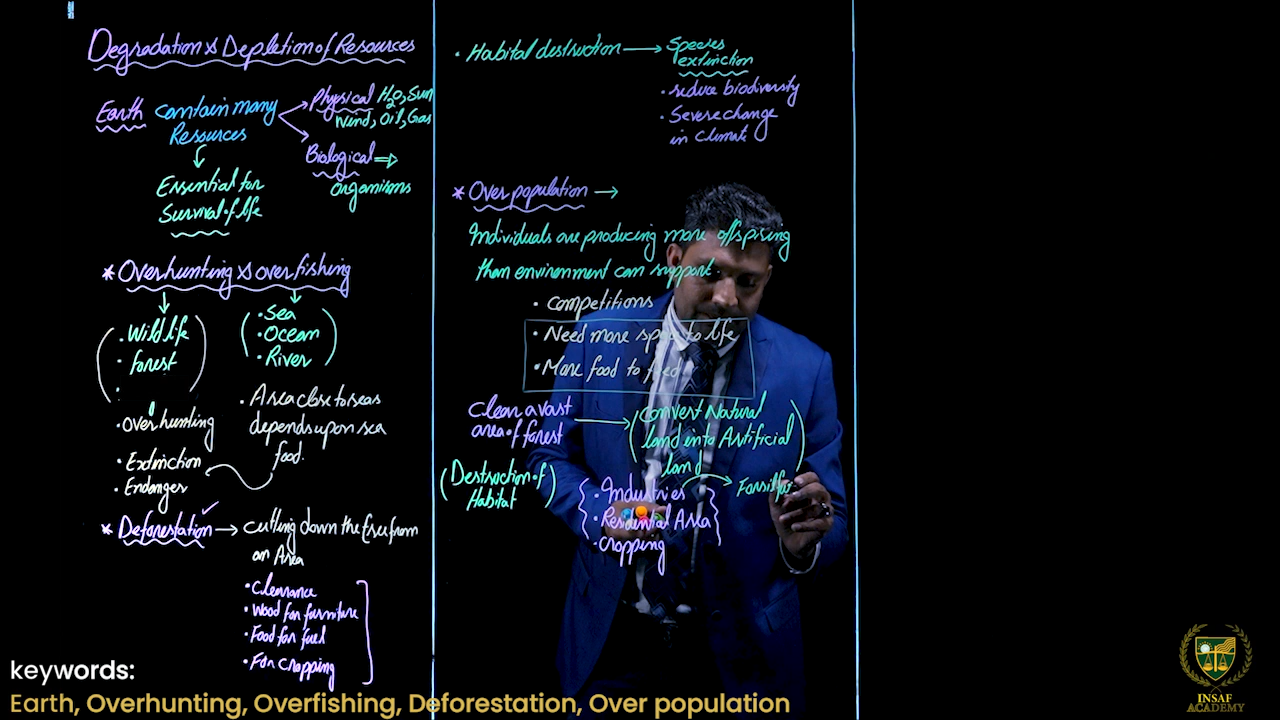 Degradation & Depletion of Resources
Earth contain many Resources
Physical H2O, Sun
Wind, Oil, Gas
Biological ⇒
organisms
Essential for
Survival of life
* Overhunting & overfishing
• Wild life
• forest
•
• Sea
• Ocean
• River
• Overhunting
• Extinction
• Endanger
• Area close to seas
depends upon sea
food.
* Deforestation → cutting down the tree from
an Area
• Clearance
• Wood for furniture
• Food for fuel
• For Cropping
• Habital destruction → Species
extinction
• reduce biodiversity
• Severe change
in climate
* Over population →
Individuals are producing more offspring
than environment can support
• competitions
• Need more space to life
• More food to feed
Clean a vast
area of forest
(Convert Natural
land into Artificial
land)
(Destruction of
Habitat)
• Industries → Fossil
• Residential Area
• Cropping
keywords:
Earth, Overhunting, Overfishing, Deforestation, Over population
INSAF
ACADEMY